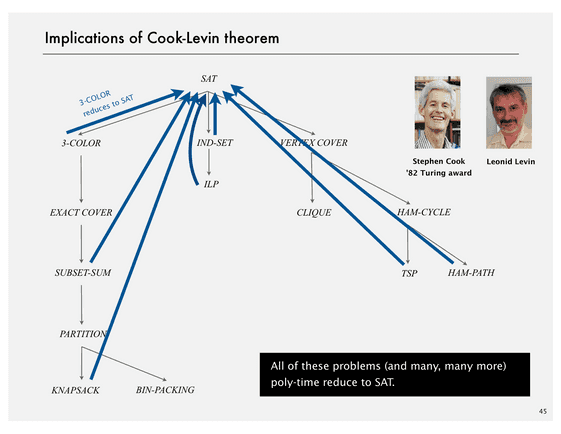 Implications of Cook-Levin theorem
SAT
3-COLOR
reduces to SAT
3-COLOR
IND-SET
VERTEX COVER
Stephen Cook
'82 Turing award
Leonid Levin
ILP
EXACT COVER
CLIQUE
HAM-CYCLE
SUBSET-SUM
TSP
HAM-PATH
PARTITION
All of these problems (and many, many more)
poly-time reduce to SAT.
KNAPSACK
BIN-PACKING
45